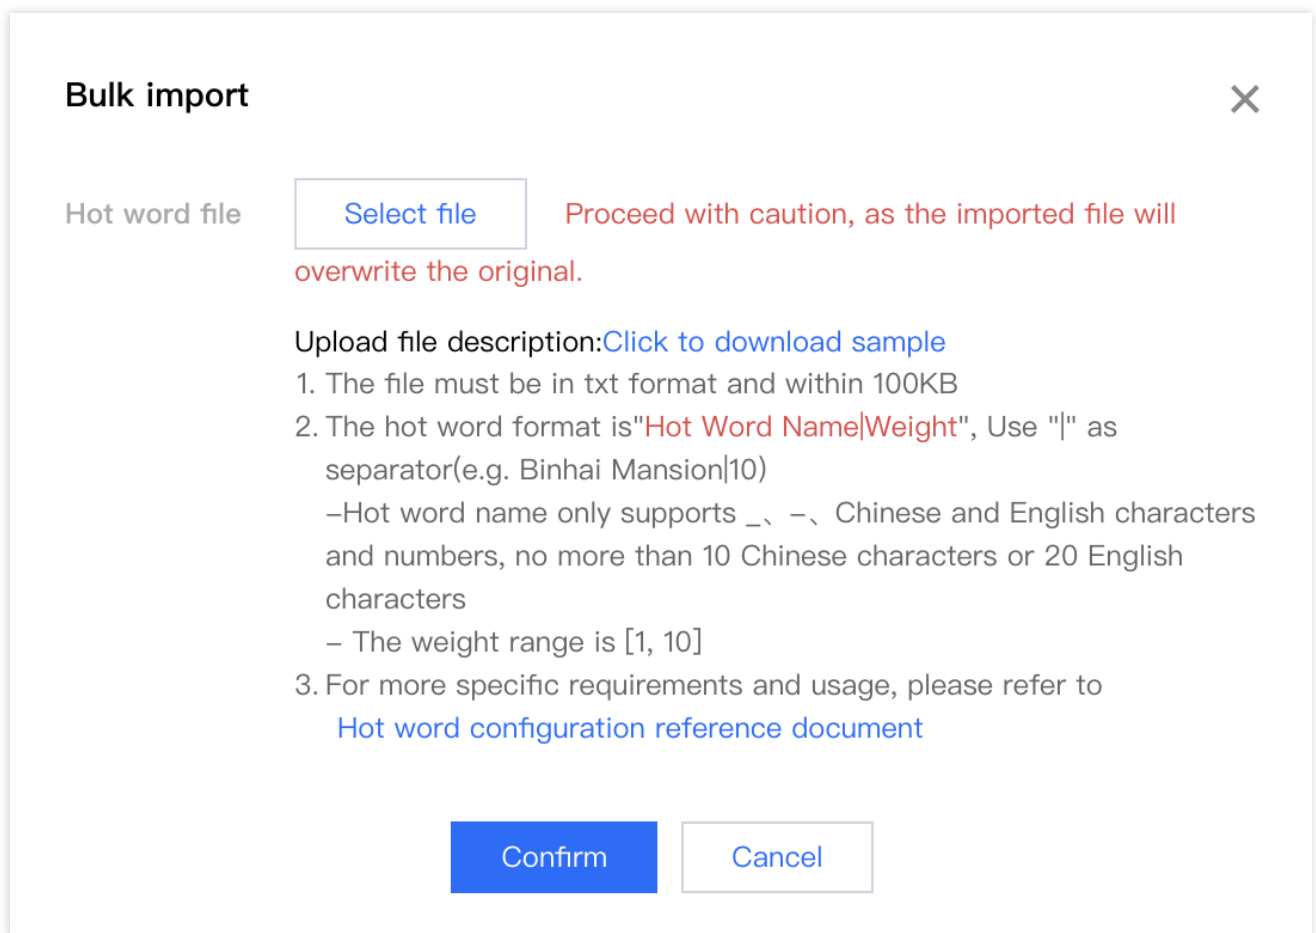 Bulk import
Hot word file
Select file
Proceed with caution, as the imported file will
overwrite the original.
Upload file description:Click to download sample
1. The file must be in txt format and within 100KB
2. The hot word format is"Hot Word Name|Weight", Use "|" as
separator(e.g. Binhai Mansion|10)
-Hot word name only supports _、-、Chinese and English characters
and numbers, no more than 10 Chinese characters or 20 English
characters
- The weight range is [1, 10]
3. For more specific requirements and usage, please refer to
Hot word configuration reference document
Confirm
Cancel